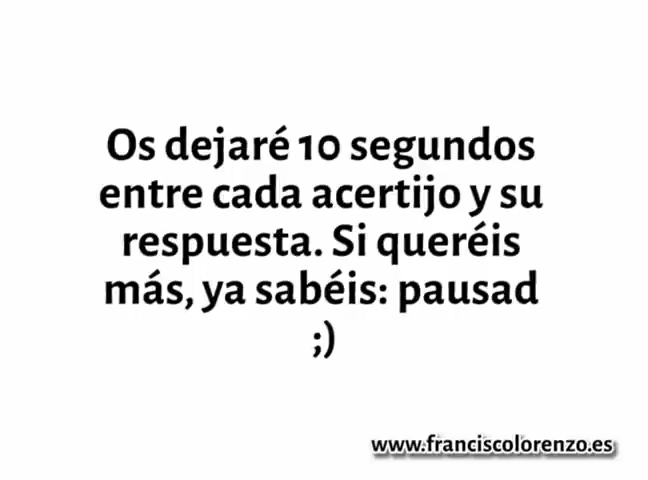 Os dejaré 10 segundos
entre cada acertijo y su
respuesta. Si queréis
más, ya sabéis: pausad
;)
www.franciscolorenzo.es